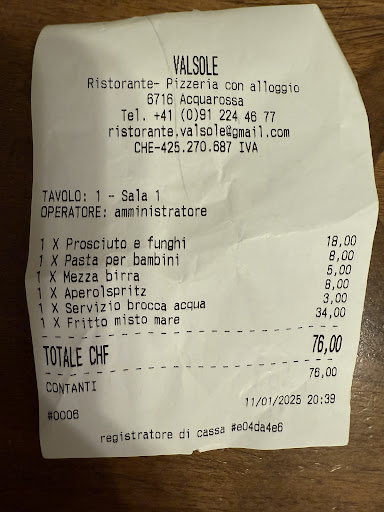 VALSOLE
Ristorante- Pizzeria con alloggio
6716 Acquarossa
Tel. +41 (0)91 224 46 77
ristorante.valsole@gmail.com
CHE-425.270.687 IVA
TAVOLO: 1 - Sala 1
OPERATORE: amministratore
1 X Prosciuto e funghi 18,00
1 X Pasta per bambini 8,00
1 X Mezza birra 5,00
1 X Aperolspritz 8,00
1 X Servizio brocca acqua 3,00
1 X Fritto misto mare 34,00
TOTALE CHF 76,00
CONTANTI 76,00
11/01/2025 20:39
#0006
registratore di cassa #e04da4e6